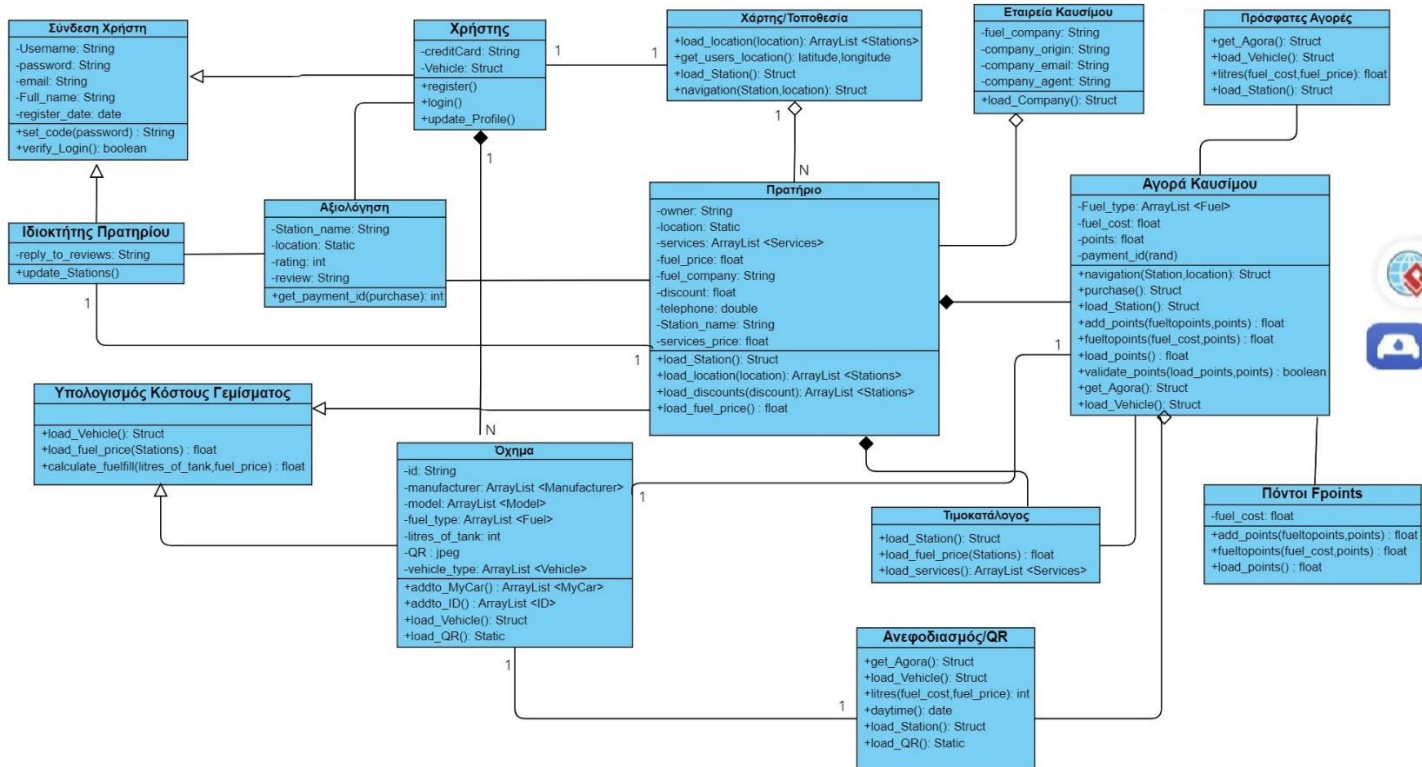 Σύνδεση Χρήστη
-Username: String
-password: String
-email: String
-Full_name: String
-register_date: date
+set_code(password) : String
+verify_Login(): boolean
Χρήστης
-creditCard: String
-Vehicle: Struct
+register()
+login()
+update_Profile()
1
1
1
Χάρτης/Τοποθεσία
+load_location(location): ArrayList <Stations>
+get_users_location(): latitude,longitude
+load_Station(): Struct
+navigation(Station,location): Struct
1
N
Εταιρεία Καυσίμου
-fuel_company: String
-company_origin: String
-company_email: String
-company_agent: String
+load_Company(): Struct
Πρόσφατες Αγορές
+get_Agora(): Struct
+load_Vehicle(): Struct
+litres(fuel_cost,fuel_price): float
+load_Station(): Struct
Ιδιοκτήτης Πρατηρίου
-reply_to_reviews: String
+update_Stations()
1
Αξιολόγηση
-Station_name: String
-location: Static
-rating: int
-review: String
+get_payment_id(purchase): int
Πρατήριο
-owner: String
-location: Static
-services: ArrayList <Services>
-fuel_price: float
-fuel_company: String
-discount: float
-telephone: double
-Station_name: String
-services_price: float
+load_Station(): Struct
+load_location(location): ArrayList <Stations>
+load_discounts(discount): ArrayList <Stations>
+load_fuel_price() : float
1
Αγορά Καυσίμου
-Fuel_type: ArrayList <Fuel>
-fuel_cost: float
-points: float
-payment_id(rand)
+navigation(Station,location): Struct
+purchase(): Struct
+load_Station(): Struct
+add_points(fueltopoints,points) : float
+fueltopoints(fuel_cost,points) : float
+load_points() : float
+validate_points(load_points,points) : boolean
+get_Agora(): Struct
+load_Vehicle(): Struct
1
Υπολογισμός Κόστους Γεμίσματος
+load_Vehicle(): Struct
+load_fuel_price(Stations) : float
+calculate_fuelfill(litres_of_tank,fuel_price) : float
N
Όχημα
-id: String
-manufacturer: ArrayList <Manufacturer>
-model: ArrayList <Model>
-fuel_type: ArrayList <Fuel>
-litres_of_tank: int
-QR : jpeg
-vehicle_type: ArrayList <Vehicle>
+addto_MyCar() : ArrayList <MyCar>
+addto_ID() : ArrayList <ID>
+load_Vehicle(): Struct
+load_QR(): Static
1
1
Τιμοκατάλογος
+load_Station(): Struct
+load_fuel_price(Stations) : float
+load_services(): ArrayList <Services>
Πόντοι Fpoints
-fuel_cost: float
+add_points(fueltopoints,points) : float
+fueltopoints(fuel_cost,points) : float
+load_points() : float
Ανεφοδιασμός/QR
+get_Agora(): Struct
+load_Vehicle(): Struct
+litres(fuel_cost,fuel_price): int
+daytime(): date
+load_Station(): Struct
+load_QR(): Static
1